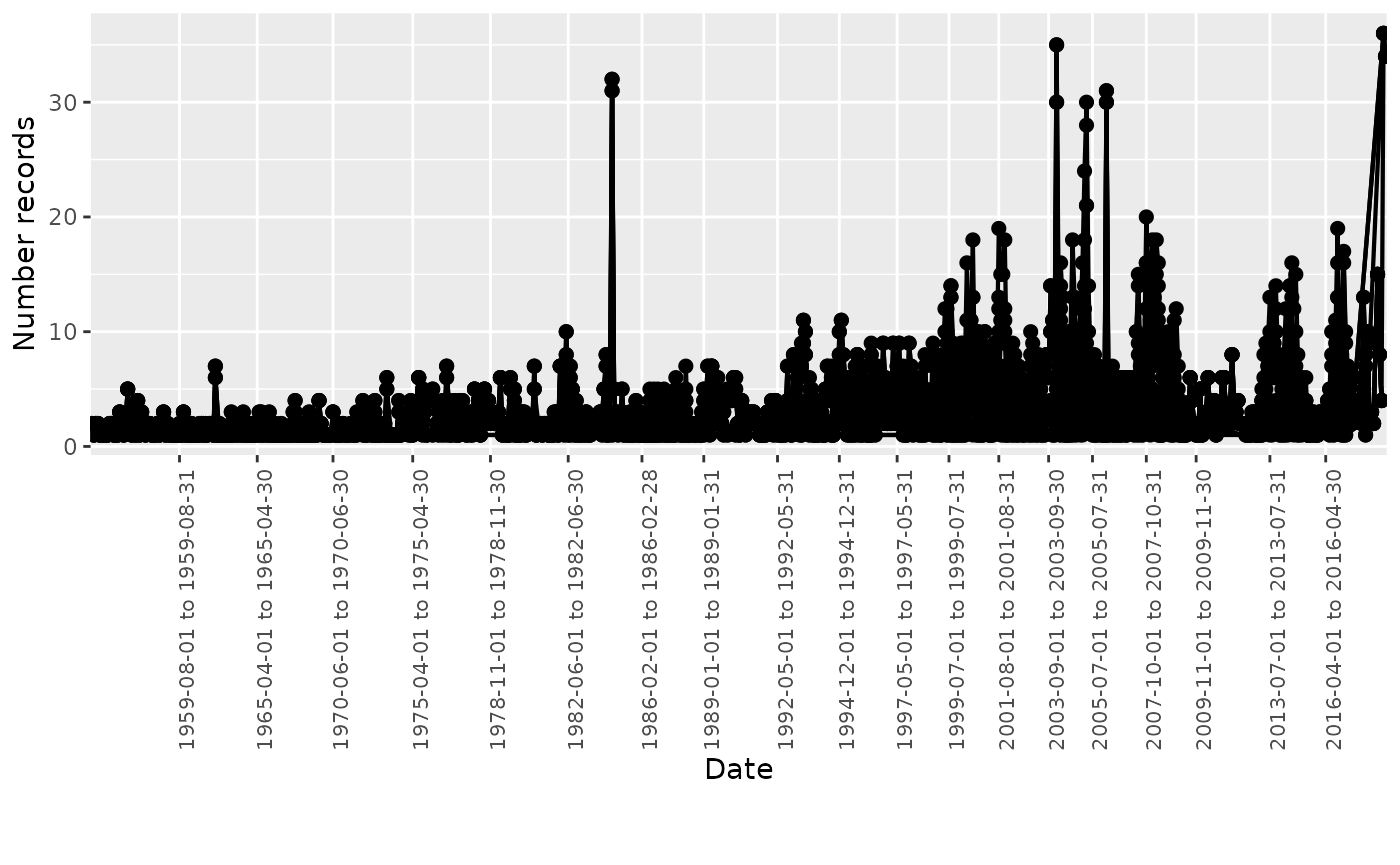 Number records
30
20
10
0
1959-08-01 to 1959-08-31
1965-04-01 to 1965-04-30
1970-06-01 to 1970-06-30
1975-04-01 to 1975-04-30
1978-11-01 to 1978-11-30
1982-06-01 to 1982-06-30
1986-02-01 to 1986-02-28
1989-01-01 to 1989-01-31
1992-05-01 to 1992-05-31
1994-12-01 to 1994-12-31
1997-05-01 to 1997-05-31
1999-07-01 to 1999-07-31
2001-08-01 to 2001-08-31
2003-09-01 to 2003-09-30
2005-07-01 to 2005-07-31
2007-10-01 to 2007-10-31
2009-11-01 to 2009-11-30
2013-07-01 to 2013-07-31
2016-04-01 to 2016-04-30
Date